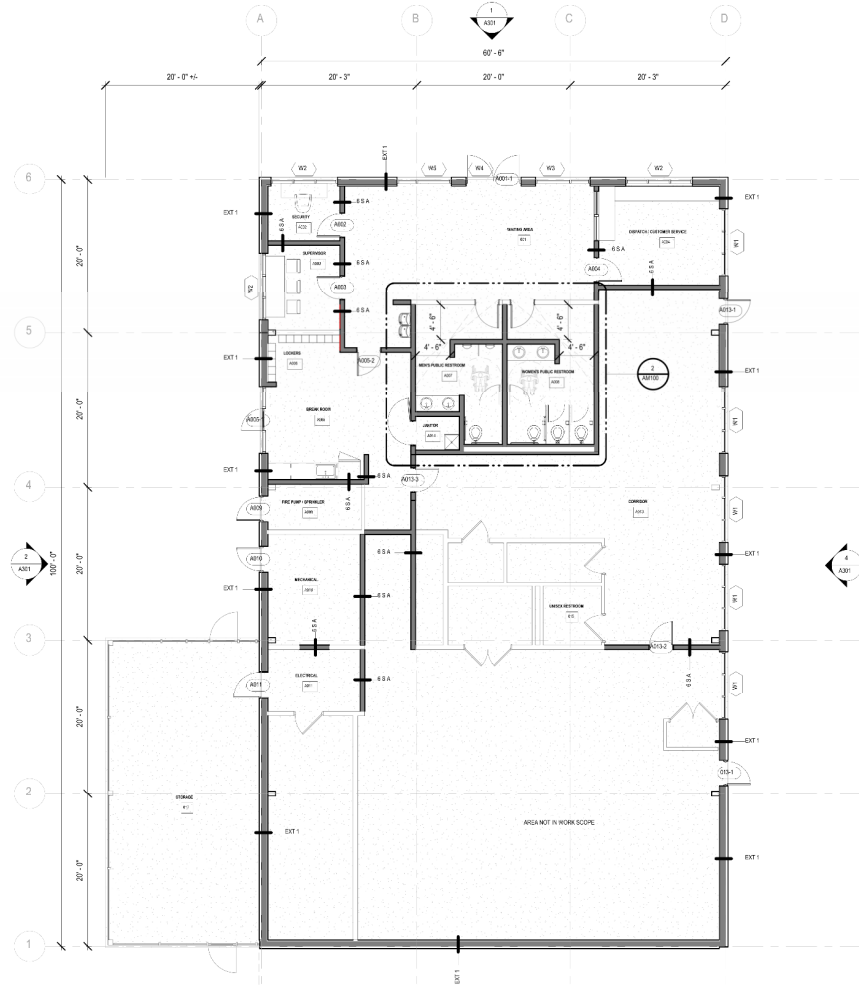 A
B
C
D
1
A301
60' - 6"
20' - 0" +/-
20' - 3"
20' - 0"
20' - 3"
6
W2
EXT 1
W5
W4
A001-1
W3
W2
6 S A
EXT 1
EXT 1
SECURITY
A002
6 S A
WAITING AREA
DISPATCH / CUSTOMER SERVICE
W1
SUPERVISOR
6 S A
A004
6 S A
6 S A
20' - 0"
W2
A003
6 S A
A013-1
5
4' - 6"
4' - 6"
4' - 6"
4' - 6"
EXT 1
LOCKERS
A005-2
MEN'S PUBLIC RESTROOM
WOMEN'S PUBLIC RESTROOM
2
AM100
EXT 1
20' - 0"
BREAK ROOM
JANITOR
W1
EXT 1
6 S A
A013-3
4
6 S A
A009
FIRE PUMP / SPRINKLER
CORRIDOR
W1
2
A301
100' - 0"
20' - 0"
A010
6 S A
EXT 1
4
A301
MECHANICAL
EXT 1
6 S A
W1
UNISEX RESTROOM
3
6 S A
A013-2
6 S A
A011
ELECTRICAL
6 S A
W1
20' - 0"
EXT 1
013-1
2
STORAGE
AREA NOT IN WORK SCOPE
EXT 1
EXT 1
20' - 0"
1
EXT 1